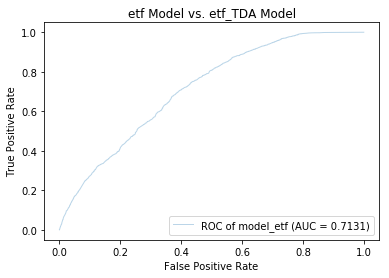 etf Model vs. etf_TDA Model
1.0
0.8
0.6
0.4
0.2
0.0
True Positive Rate
ROC of model_etf (AUC = 0.7131)
0.0 0.2 0.4 0.6 0.8 1.0
False Positive Rate